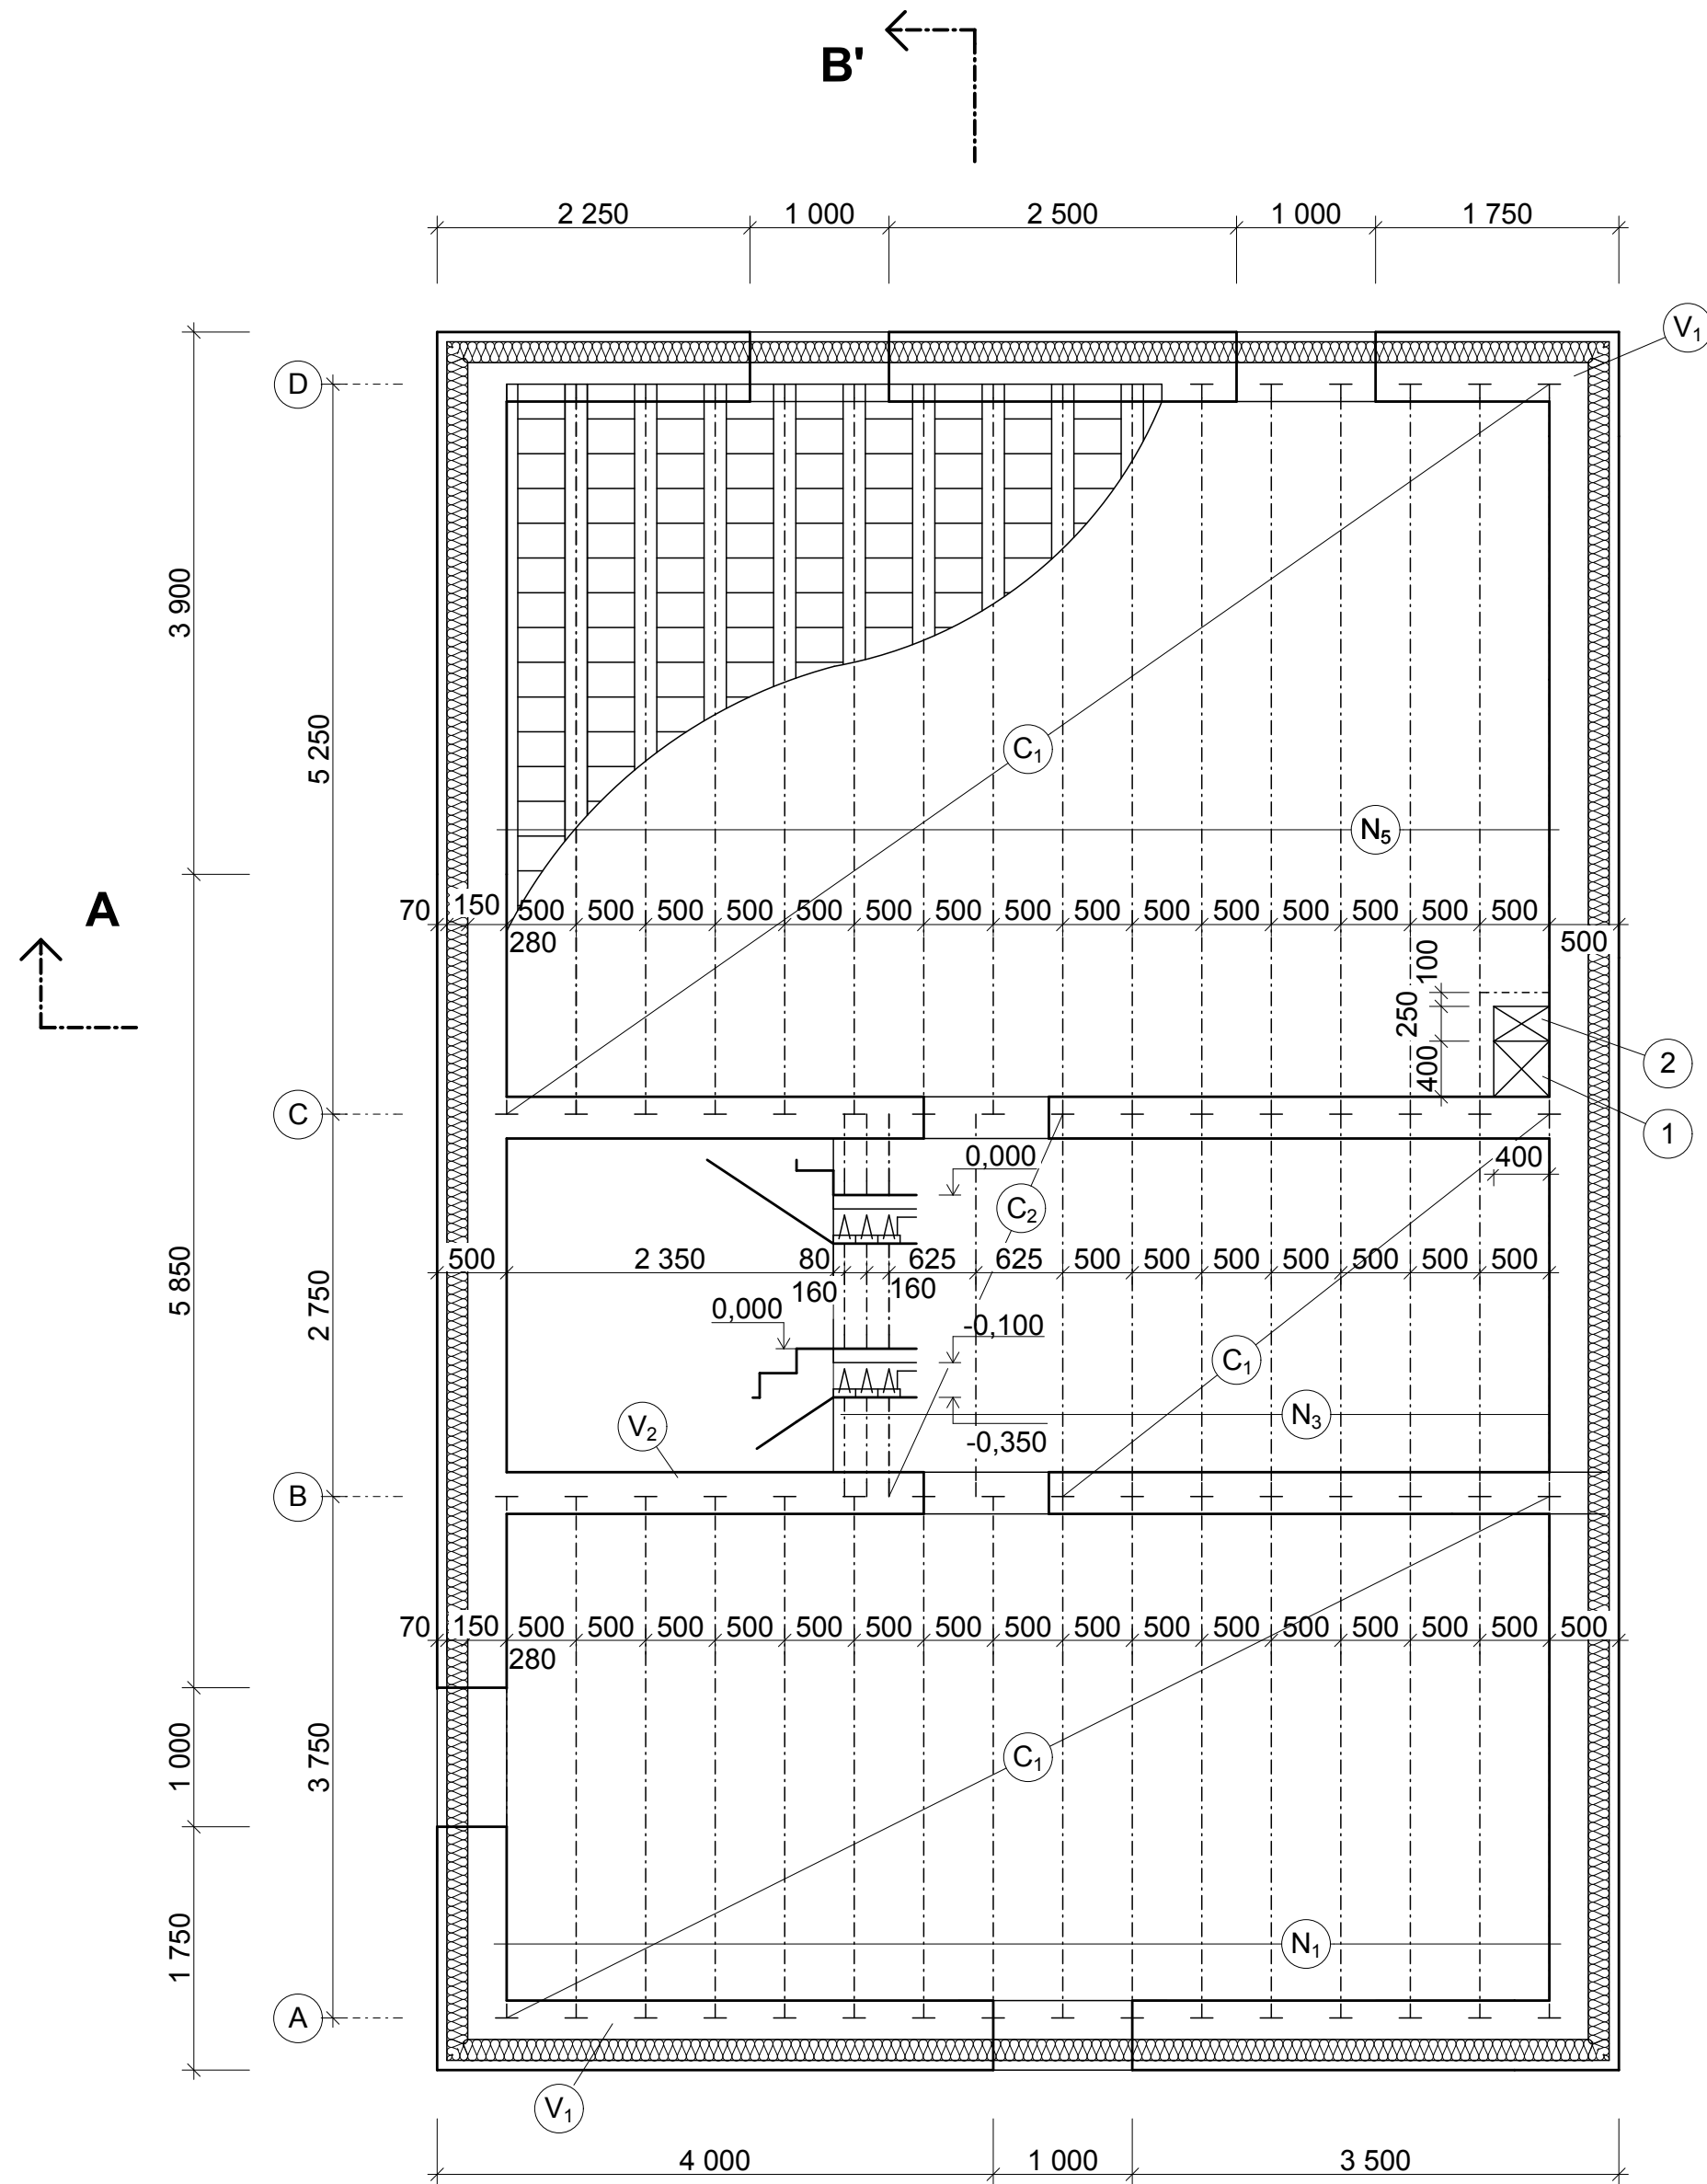 B'
2 250 1 000 2 500 1 000 1 750
V₁
D
3 900
5 250
C₁
N₅
A
70 150 500 500 500 500 500 500 500 500 500 500 500 500 500 500 500
280 500
100
250
400
2
1
C
0,000
400
C₂
500 2 350 80 625 625 500 500 500 500 500 500 500
160 160
5 850
2 750
0,000
-0,100
C₁
N₃
V₂
-0,350
B
70 150 500 500 500 500 500 500 500 500 500 500 500 500 500 500 500 500
280
1 000
3 750
C₁
1 750
N₁
A
V₁
4 000 1 000 3 500